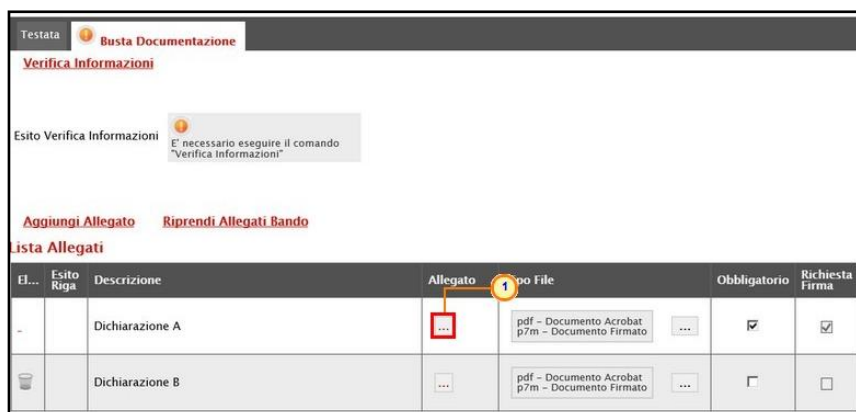 Testata Busta Documentazione
Verifica Informazioni
Esito Verifica Informazioni
E' necessario eseguire il comando
"Verifica Informazioni"
Aggiungi Allegato Riprendi Allegati Bando
Lista Allegati
El... Esito Riga Descrizione Allegato 1 File Obbligatorio Richiesta Firma
Dichiarazione A ... pdf - Documento Acrobat
p7m - Documento Firmato ...
Dichiarazione B ... pdf - Documento Acrobat
p7m - Documento Firmato ...